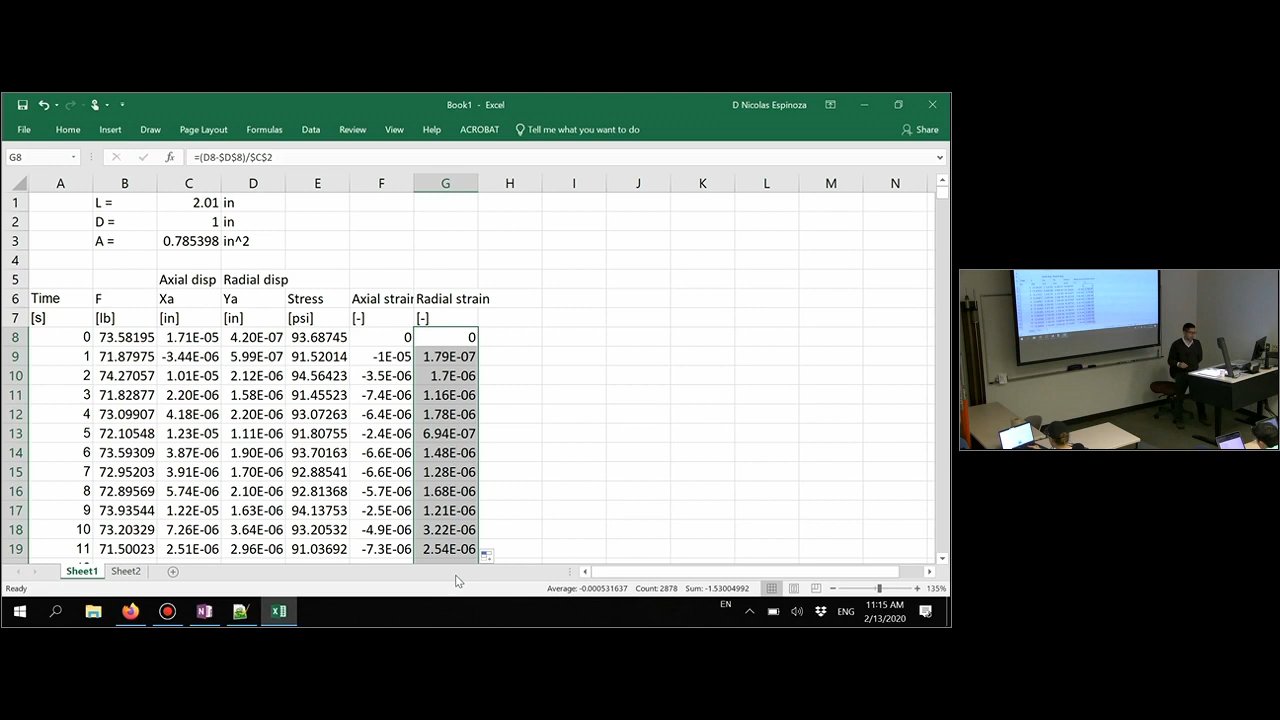 Book1 - Excel
D Nicolas Espinoza
File Home Insert Draw Page Layout Formulas Data Review View Help ACROBAT Tell me what you want to do Share
G8 fx =(D8-$D$8)/$C$2
A B C D E F G H I J K L M N
1 L = 2.01 in
2 D = 1 in
3 A = 0.785398 in^2
4
5 Axial disp Radial disp
6 Time F Xa Ya Stress Axial strain Radial strain
7 [s] [lb] [in] [in] [psi] [-] [-]
8 0 73.58195 1.71E-05 4.20E-07 93.68745 0 0
9 1 71.87975 -3.44E-06 5.99E-07 91.52014 -1E-05 1.79E-07
10 2 74.27057 1.01E-05 2.12E-06 94.56423 -3.5E-06 1.7E-06
11 3 71.82877 2.20E-06 1.58E-06 91.45523 -7.4E-06 1.16E-06
12 4 73.09907 4.18E-06 2.20E-06 93.07263 -6.4E-06 1.78E-06
13 5 72.10548 1.23E-05 1.11E-06 91.80755 -2.4E-06 6.94E-07
14 6 73.59309 3.87E-06 1.90E-06 93.70163 -6.6E-06 1.48E-06
15 7 72.95203 3.91E-06 1.70E-06 92.88541 -6.6E-06 1.28E-06
16 8 72.89569 5.74E-06 2.10E-06 92.81368 -5.7E-06 1.68E-06
17 9 73.93544 1.22E-05 1.63E-06 94.13753 -2.5E-06 1.21E-06
18 10 73.20329 7.26E-06 3.64E-06 93.20532 -4.9E-06 3.22E-06
19 11 71.50023 2.51E-06 2.96E-06 91.03692 -7.3E-06 2.54E-06
Sheet1 Sheet2
Ready Average: -0.000531637 Count: 2878 Sum: -1.53004992 135%
EN ENG 11:15 AM
2/13/2020